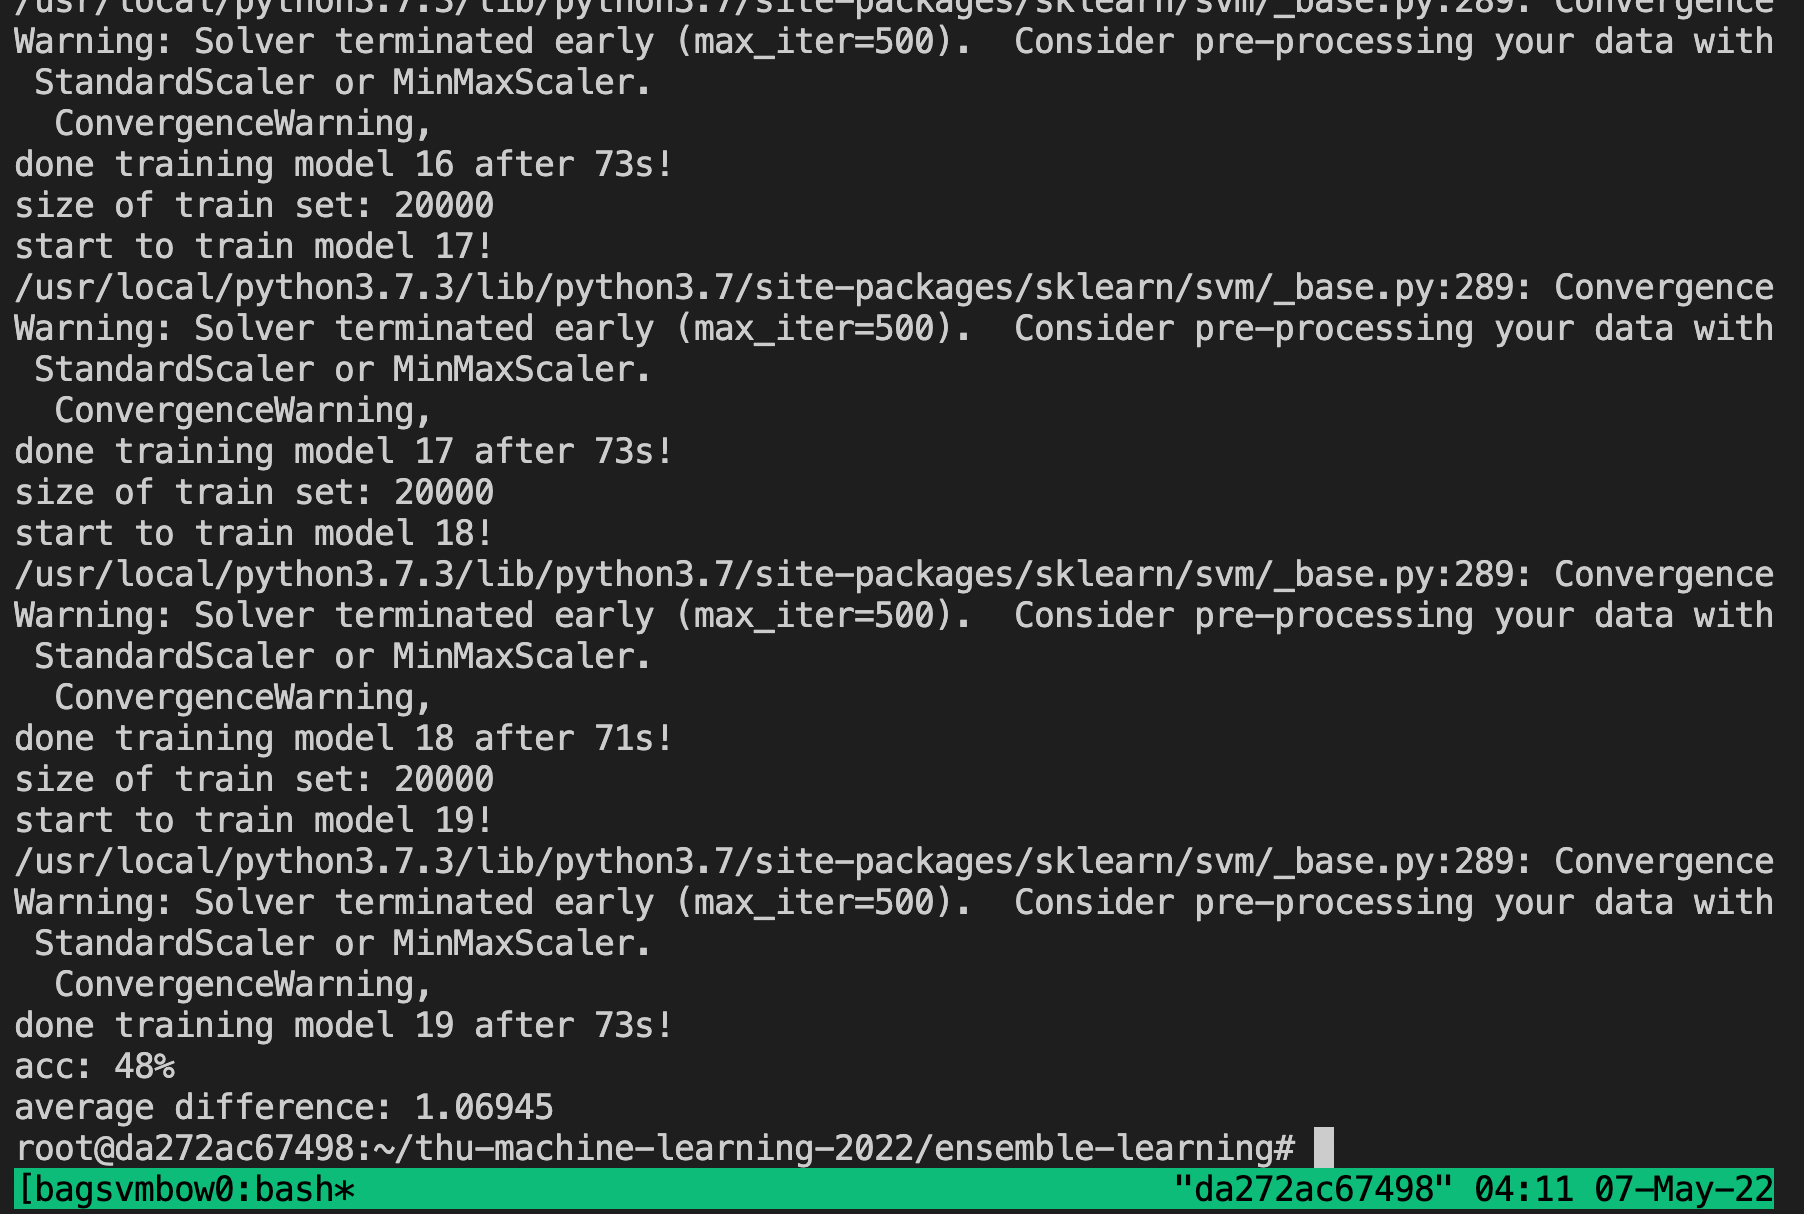 /usr/local/python3.7.3/lib/python3.7/site-packages/sklearn/svm/_base.py:289: Convergence
Warning: Solver terminated early (max_iter=500).  Consider pre-processing your data with
 StandardScaler or MinMaxScaler.
  ConvergenceWarning,
done training model 16 after 73s!
size of train set: 20000
start to train model 17!
/usr/local/python3.7.3/lib/python3.7/site-packages/sklearn/svm/_base.py:289: Convergence
Warning: Solver terminated early (max_iter=500).  Consider pre-processing your data with
 StandardScaler or MinMaxScaler.
  ConvergenceWarning,
done training model 17 after 73s!
size of train set: 20000
start to train model 18!
/usr/local/python3.7.3/lib/python3.7/site-packages/sklearn/svm/_base.py:289: Convergence
Warning: Solver terminated early (max_iter=500).  Consider pre-processing your data with
 StandardScaler or MinMaxScaler.
  ConvergenceWarning,
done training model 18 after 71s!
size of train set: 20000
start to train model 19!
/usr/local/python3.7.3/lib/python3.7/site-packages/sklearn/svm/_base.py:289: Convergence
Warning: Solver terminated early (max_iter=500).  Consider pre-processing your data with
 StandardScaler or MinMaxScaler.
  ConvergenceWarning,
done training model 19 after 73s!
acc: 48%
average difference: 1.06945
root@da272ac67498:~/thu-machine-learning-2022/ensemble-learning#
[bagsvmbow0:bash* "da272ac67498" 04:11 07-May-22